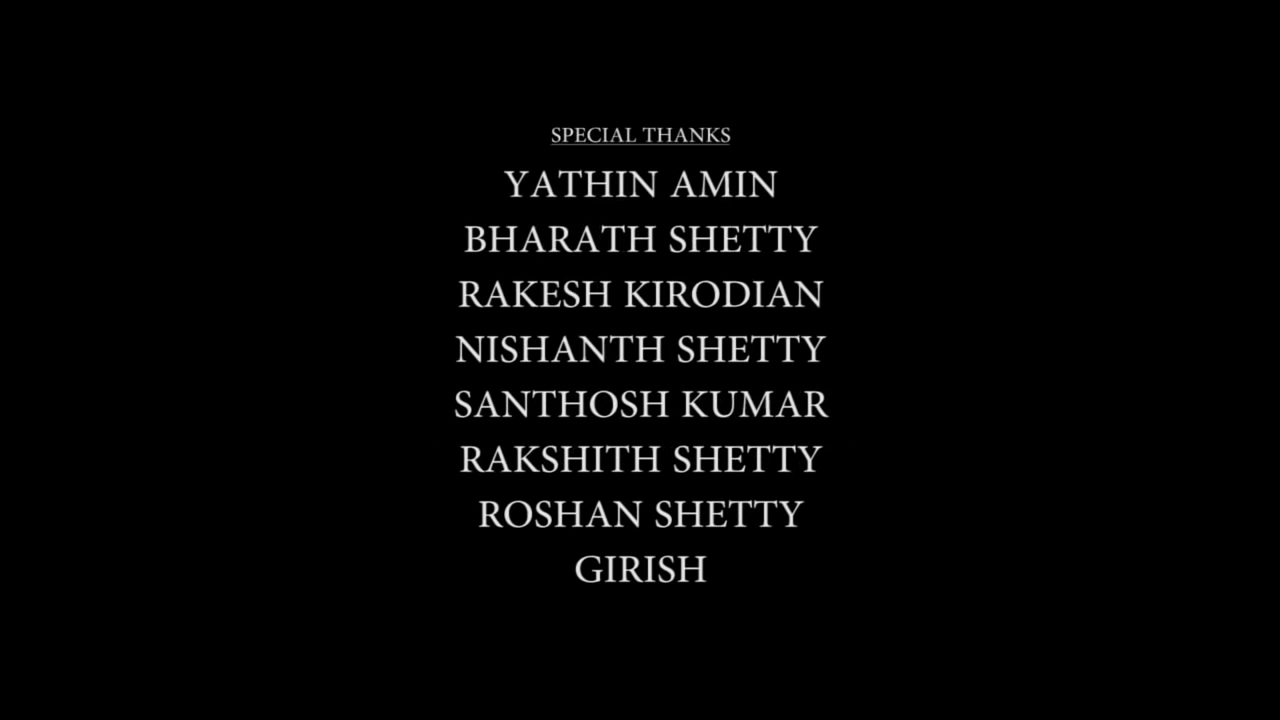 SPECIAL THANKS
YATHIN AMIN
BHARATH SHETTY
RAKESH KIRODIAN
NISHANTH SHETTY
SANTHOSH KUMAR
RAKSHITH SHETTY
ROSHAN SHETTY
GIRISH